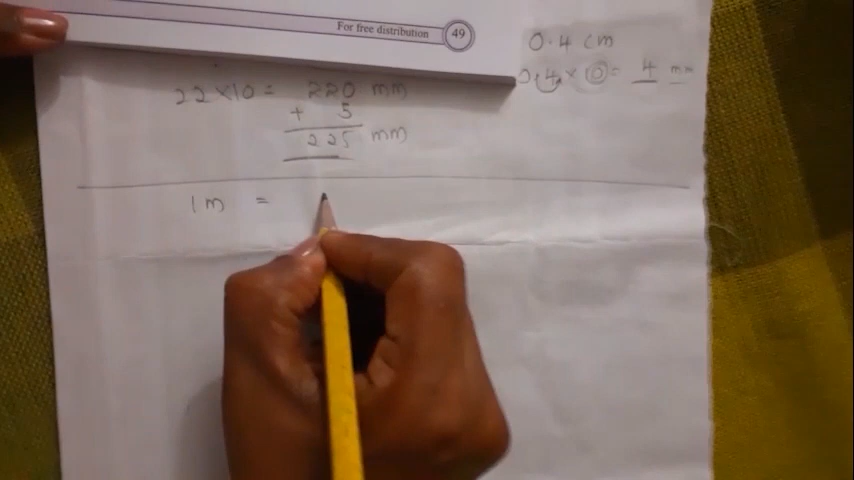 For free distribution 49
0.4 cm
0.4 × 10 = 4 mm
22 × 10 = 220 mm
+ 5
225 mm
1 m =